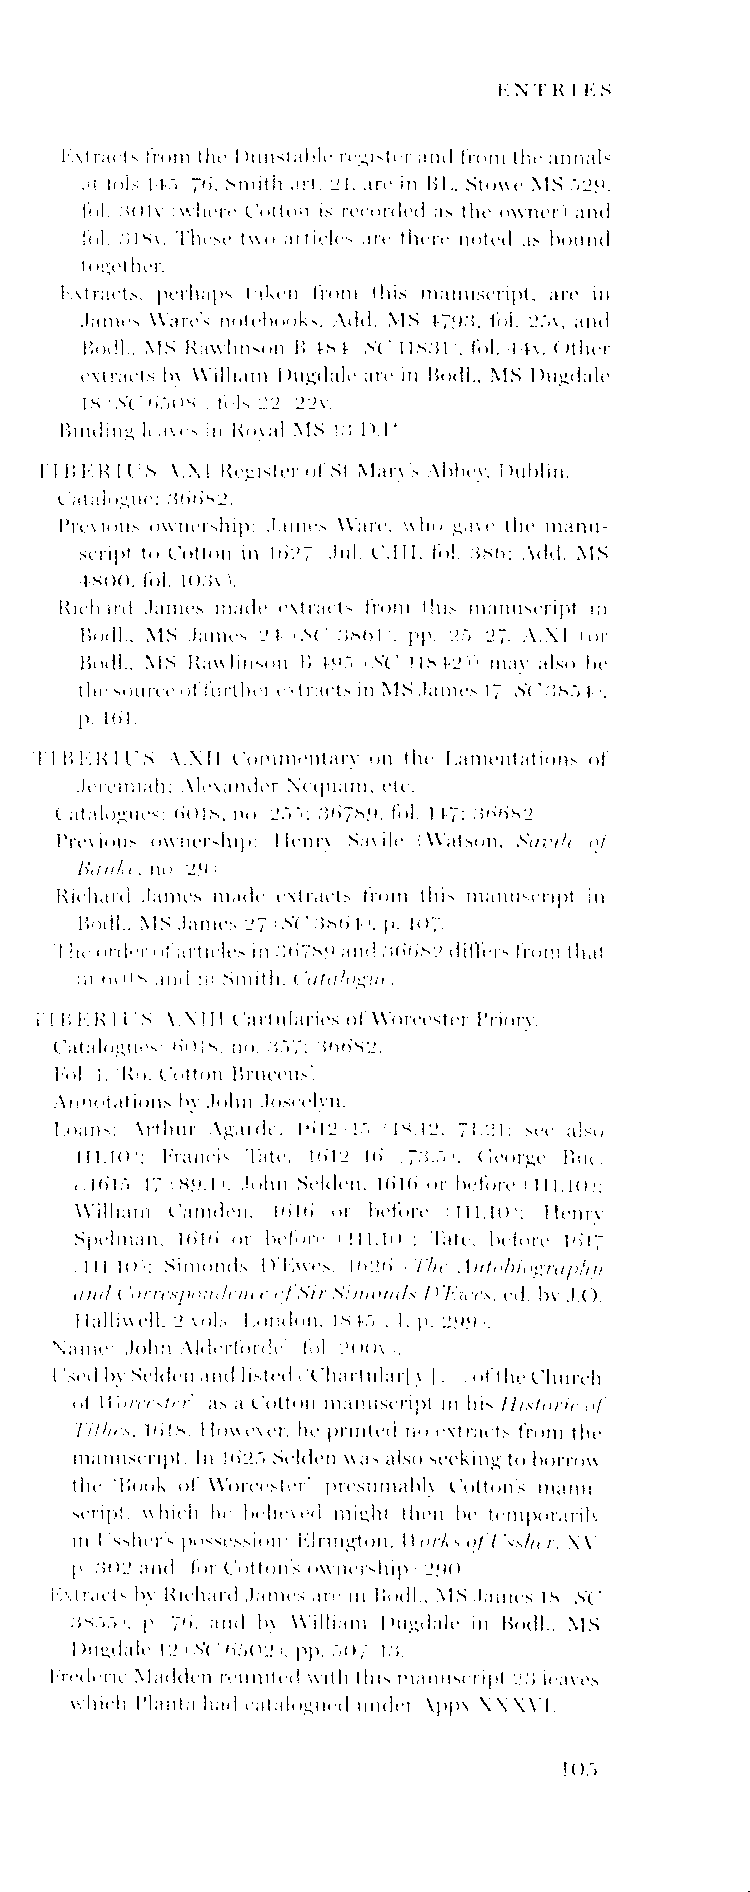 ENTRIES
Extracts from the Dunstable register and from the annals
at fols 145–76, Smith art. 21, are in BL, Stowe MS 529,
fol. 301v (where Cotton is recorded as the owner) and
fol. 318v. These two articles are there noted as bound
together.
Extracts, perhaps taken from this manuscript, are in
James Ware's notebooks, Add. MS 4793, fol. 25v, and
Bodl., MS Rawlinson B 484 (SC 11831), fol. 44v. Other
extracts by William Dugdale are in Bodl., MS Dugdale
18 (SC 6508), fols 22–22v.
Binding leaves in Royal MS 13 D.I*
TIBERIUS A.XI Register of St Mary's Abbey, Dublin.
Catalogue: 36682.
Previous ownership: James Ware, who gave the manu-
script to Cotton in 1627 (Jul. C.III, fol. 386; Add. MS
4800, fol. 103v).
Richard James made extracts from this manuscript in
Bodl., MS James 24 (SC 3861), pp. 25–27. A.XI (or
Bodl., MS Rawlinson B 495 (SC 11842)) may also be
the source of further extracts in MS James 17 (SC 3854),
p. 161.
TIBERIUS A.XII Commentary on the Lamentations of
Jeremiah; Alexander Nequam, etc.
Catalogues: 6018, no. 255; 36789, fol. 147; 36682.
Previous ownership: Henry Savile (Watson, Savile of
Banke, no. 29)
Richard James made extracts from this manuscript in
Bodl., MS James 27 (SC 3864), p. 107.
The order of articles in 36789 and 36682 differs from that
in 6018 and in Smith, Catalogus.
TIBERIUS A.XIII Cartularies of Worcester Priory.
Catalogues: 6018, no. 357; 36682.
Fol. 1, 'Ro. Cotton Bruceus'.
Annotations by John Joscelyn.
Loans: Arthur Agarde, 1612–15 (48.12, 71.21; see also
111.10); Francis Tate, 1612–16 (73.5); George Buc,
c.1615–17 (89.1); John Selden, 1616 or before (111.10);
William Camden, 1616 or before (111.10); Henry
Spelman, 1616 or before (111.10); Tate, before 1617
(111.10); Simonds D'Ewes, 1626 (The Autobiography
and Correspondence of Sir Simonds D'Ewes, ed. by J.O.
Halliwell, 2 vols (London, 1845), I, p. 299).
Name: 'John Alderforde' (fol. 200v).
Used by Selden and listed ('Chartular[y] ... of the Church
of Worcester') as a Cotton manuscript in his Historie of
Tithes, 1618. However, he printed no extracts from the
manuscript. In 1625 Selden was also seeking to borrow
the 'Book of Worcester' presumably Cotton's manu-
script, which he believed might then be temporarily
in Ussher's possession: Elrington, Works of Ussher, XV
p. 302 and (for Cotton's ownership) 290
Extracts by Richard James are in Bodl., MS James 18 (SC
3855), p. 76, and by William Dugdale in Bodl., MS
Dugdale 12 (SC 6502), pp. 507–13.
Frederic Madden reunited with this manuscript 23 leaves
which Planta had catalogued under Appx XXXVI.
105